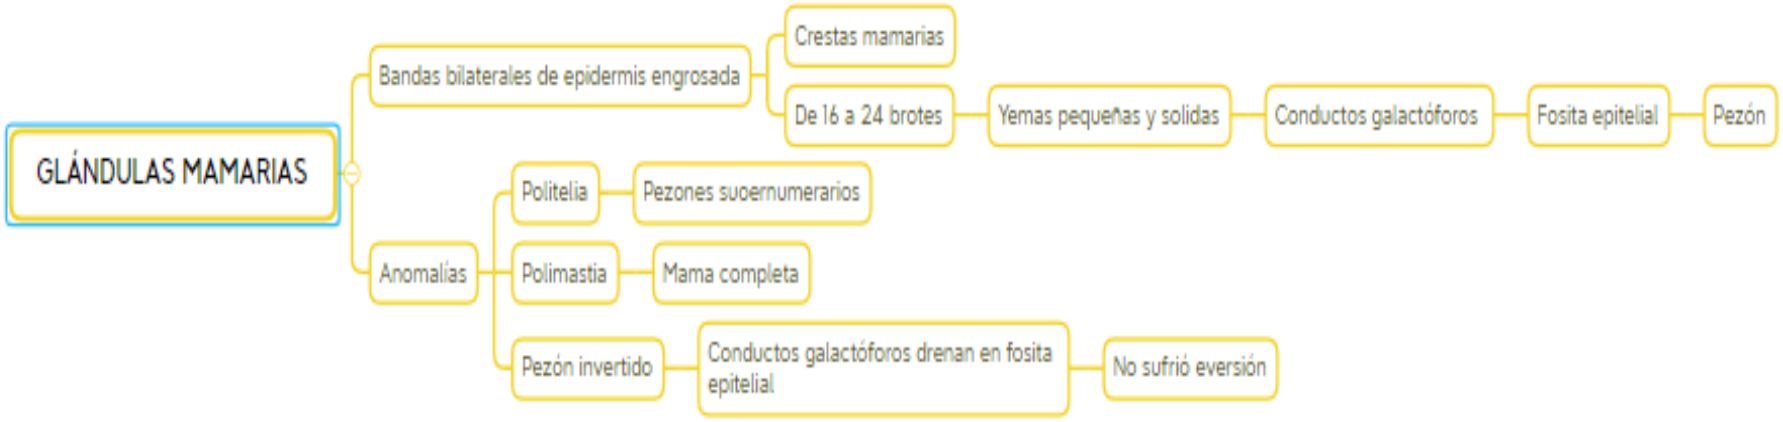 GLÁNDULAS MAMARIAS
Bandas bilaterales de epidermis engrosada
Crestas mamarias
De 16 a 24 brotes
Yemas pequeñas y solidas
Conductos galactóforos
Fosita epitelial
Pezón
Anomalías
Politelia
Pezones suoernumerarios
Polimastia
Mama completa
Pezón invertido
Conductos galactóforos drenan en fosita
epitelial
No sufrió eversión